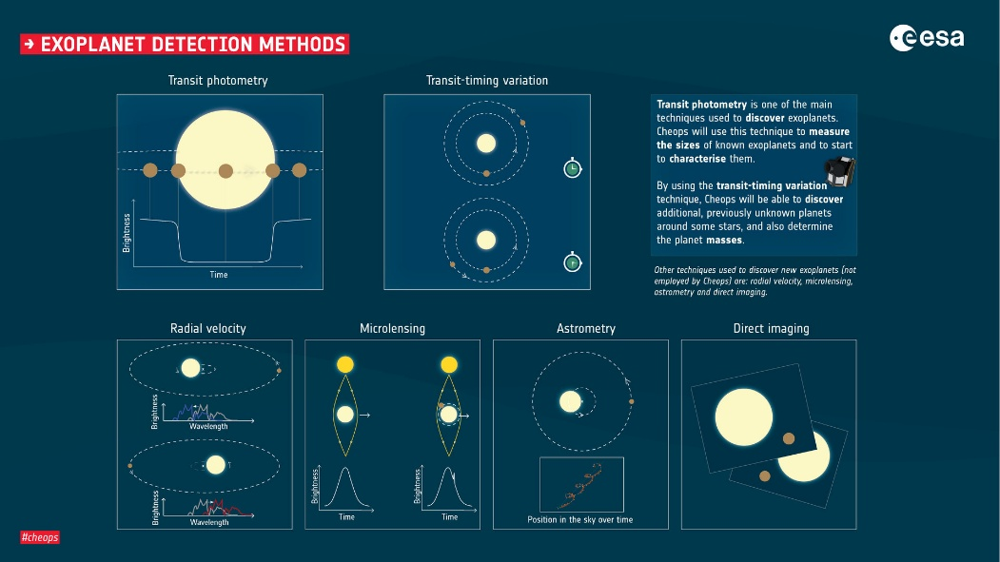 → EXOPLANET DETECTION METHODS
esa
Transit photometry
Brightness
Time
Transit-timing variation
Transit photometry is one of the main
techniques used to discover exoplanets.
Cheops will use this technique to measure
the sizes of known exoplanets and to start
to characterise them.
By using the transit-timing variation
technique, Cheops will be able to discover
additional, previously unknown planets
around some stars, and also determine
the planet masses.
Other techniques used to discover new exoplanets (not
employed by Cheops) are: radial velocity, microlensing,
astrometry and direct imaging.
Radial velocity
Brightness
Wavelength
Brightness
Wavelength
Microlensing
Brightness
Time
Brightness
Time
Astrometry
Position in the sky over time
Direct imaging
#cheops